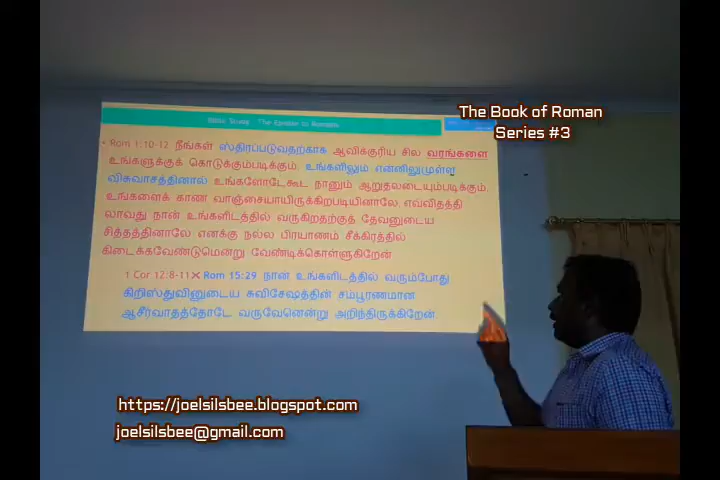 The Book of Roman
Series #3
Bible Study : The Epistle to Romans
• Rom 1:10-12 நீங்கள் ஸ்திரப்படுவதற்காக ஆவிக்குரிய சில வரங்களை
உங்களுக்குக் கொடுக்கும்படிக்கும், உங்களிலும் என்னிலுமுள்ள
விசுவாசத்தினால் உங்களோடேகூட நானும் ஆறுதலடையும்படிக்கும்,
உங்களைக் காண வாஞ்சையாயிருக்கிறபடியினாலே, எவ்விதத்தி
லாவது நான் உங்களிடத்தில் வருகிறதற்குத் தேவனுடைய
சித்தத்தினாலே எனக்கு நல்ல பிரயாணம் சீக்கிரத்தில்
கிடைக்கவேண்டுமென்று வேண்டிக்கொள்ளுகிறேன்
1 Cor 12:8-11✕ Rom 15:29 நான் உங்களிடத்தில் வரும்போது
கிறிஸ்துவினுடைய சுவிசேஷத்தின் சம்பூரணமான
ஆசீர்வாதத்தோடே வருவேனென்று அறிந்திருக்கிறேன்
https://joelsilsbee.blogspot.com
joelsilsbee@gmail.com